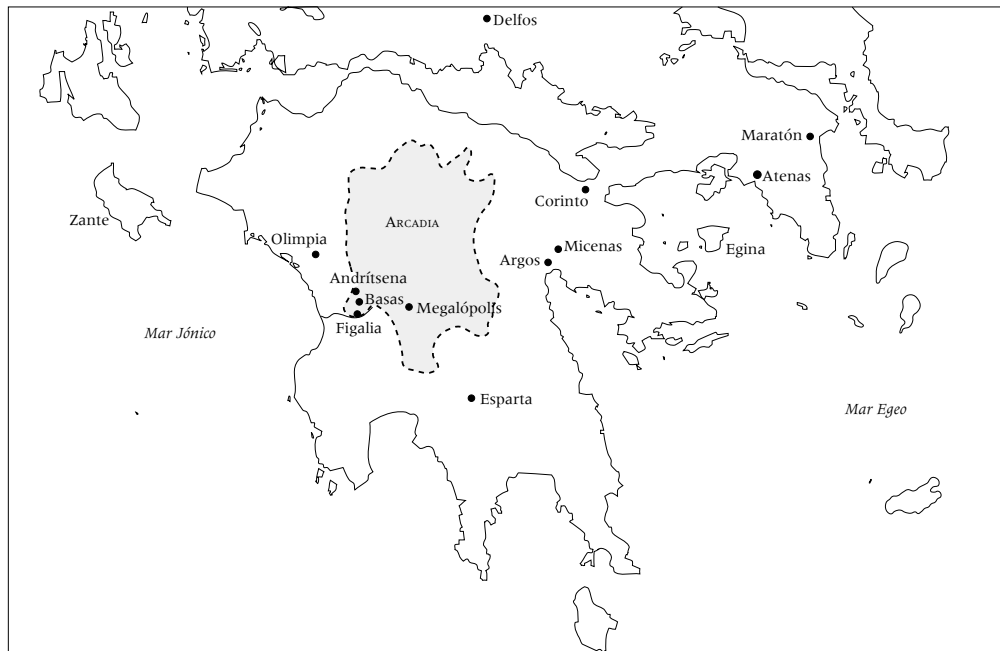 Delfos
Maratón
Atenas
Corinto
Zante
ARCADIA
Olimpia
Micenas
Egina
Argos
Andrítsena
Basas
Megalópolis
Figalia
Mar Jónico
Esparta
Mar Egeo